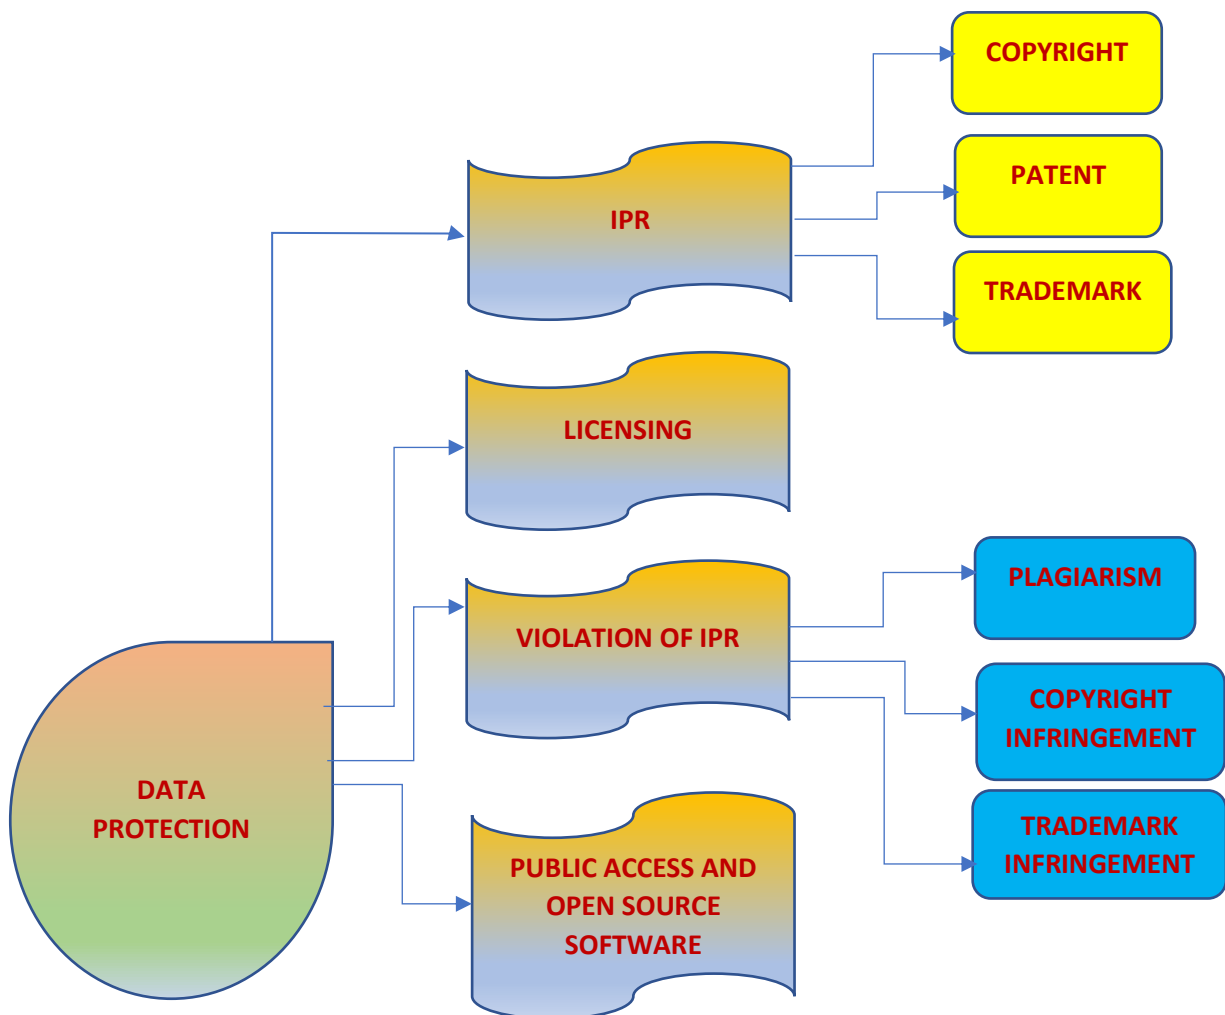 COPYRIGHT
PATENT
IPR
TRADEMARK
LICENSING
PLAGIARISM
VIOLATION OF IPR
COPYRIGHT
INFRINGEMENT
DATA
PROTECTION
TRADEMARK
INFRINGEMENT
PUBLIC ACCESS AND
OPEN SOURCE
SOFTWARE